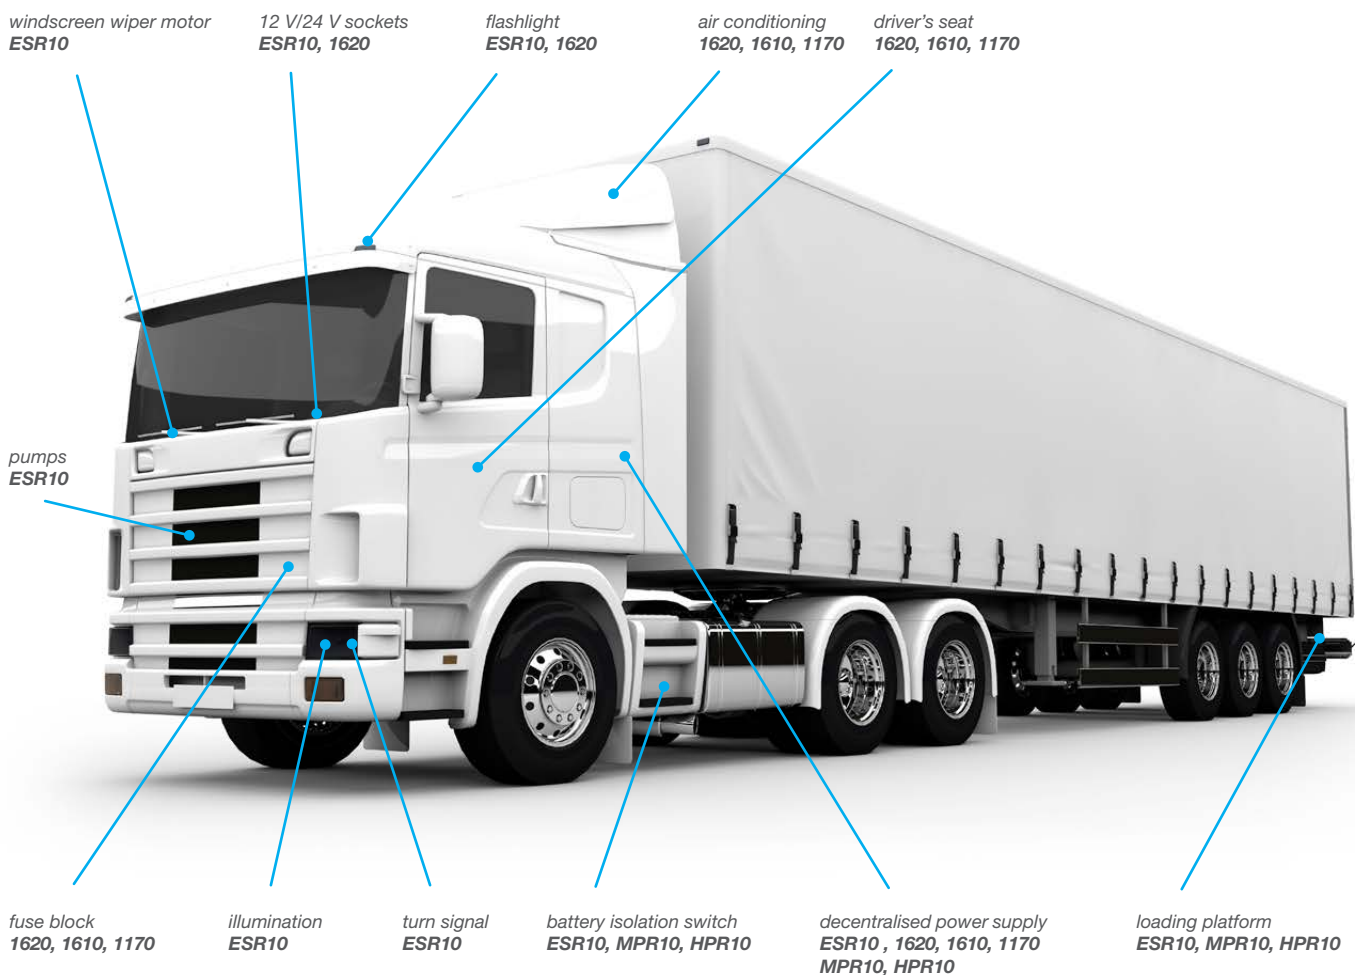 windscreen wiper motor
ESR10
12 V/24 V sockets
ESR10, 1620
flashlight
ESR10, 1620
air conditioning
1620, 1610, 1170
driver's seat
1620, 1610, 1170
pumps
ESR10
fuse block
1620, 1610, 1170
illumination
ESR10
turn signal
ESR10
battery isolation switch
ESR10, MPR10, HPR10
decentralised power supply
ESR10 , 1620, 1610, 1170
MPR10, HPR10
loading platform
ESR10, MPR10, HPR10